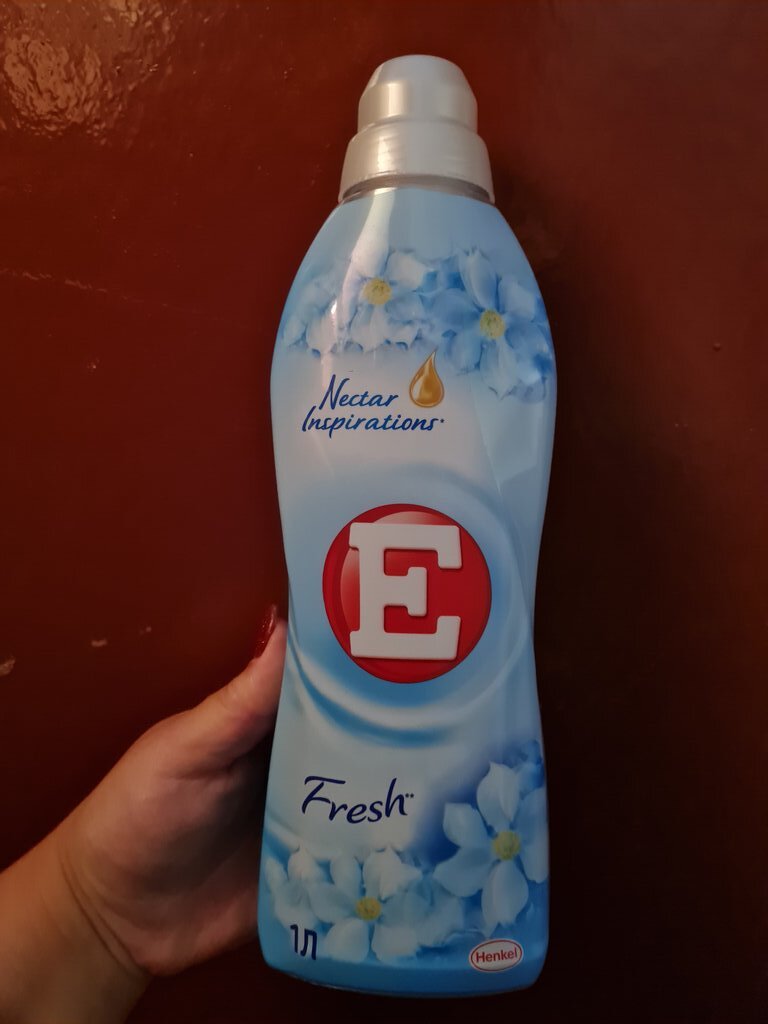 Nectar
Inspirations*
E
Fresh**
1Л
Henkel